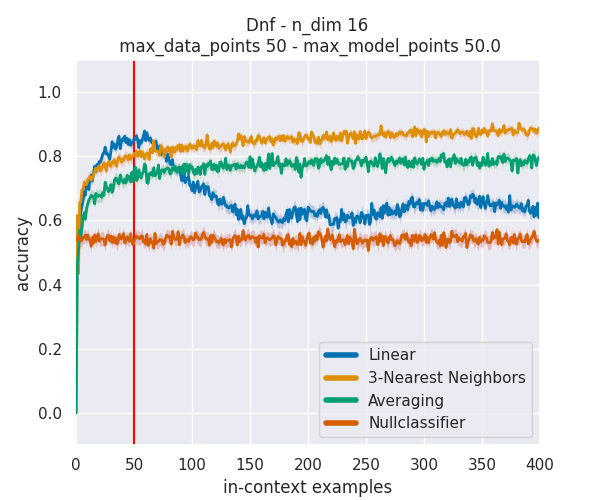 Dnf - n_dim 16
max_data_points 50 - max_model_points 50.0
1.0
0.8
0.6
0.4
0.2
0.0
accuracy
Linear
3-Nearest Neighbors
Averaging
Nullclassifier
0 50 100 150 200 250 300 350 400
in-context examples